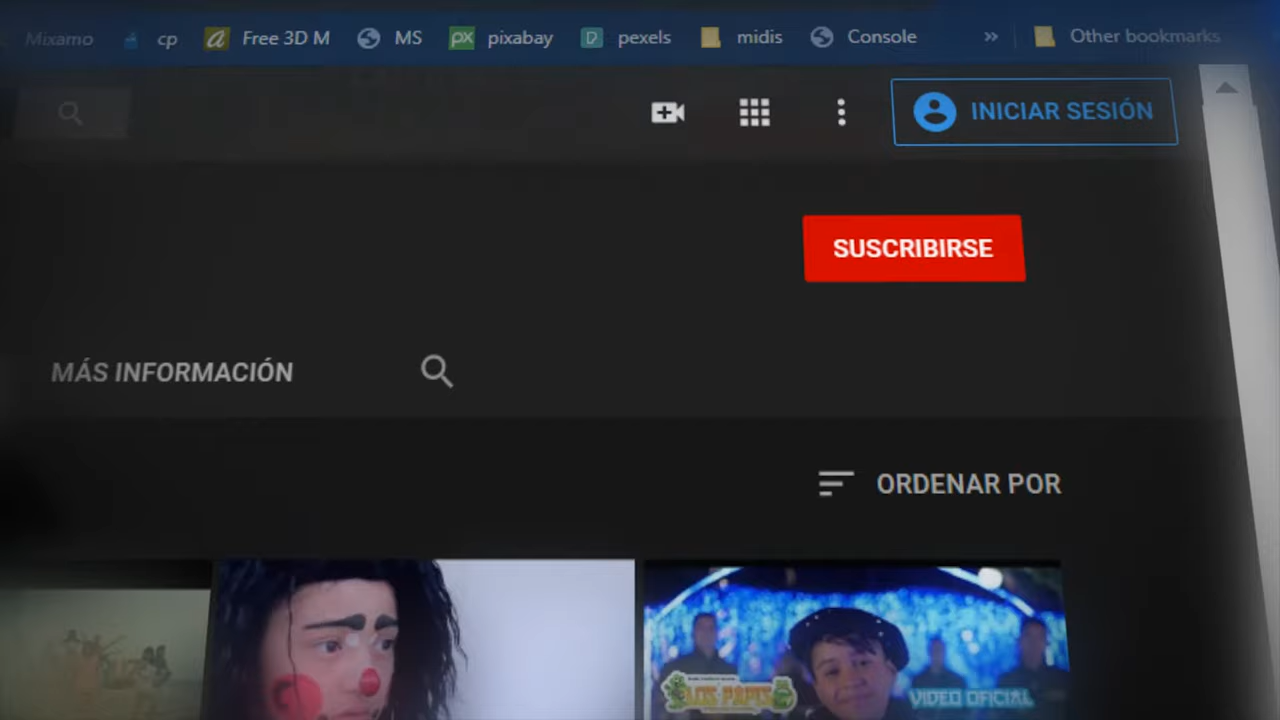 Mixamo cp Free 3D M MS pixabay pexels midis Console » Other bookmarks
INICIAR SESIÓN
SUSCRIBIRSE
MÁS INFORMACIÓN
ORDENAR POR
VIDEO OFICIAL